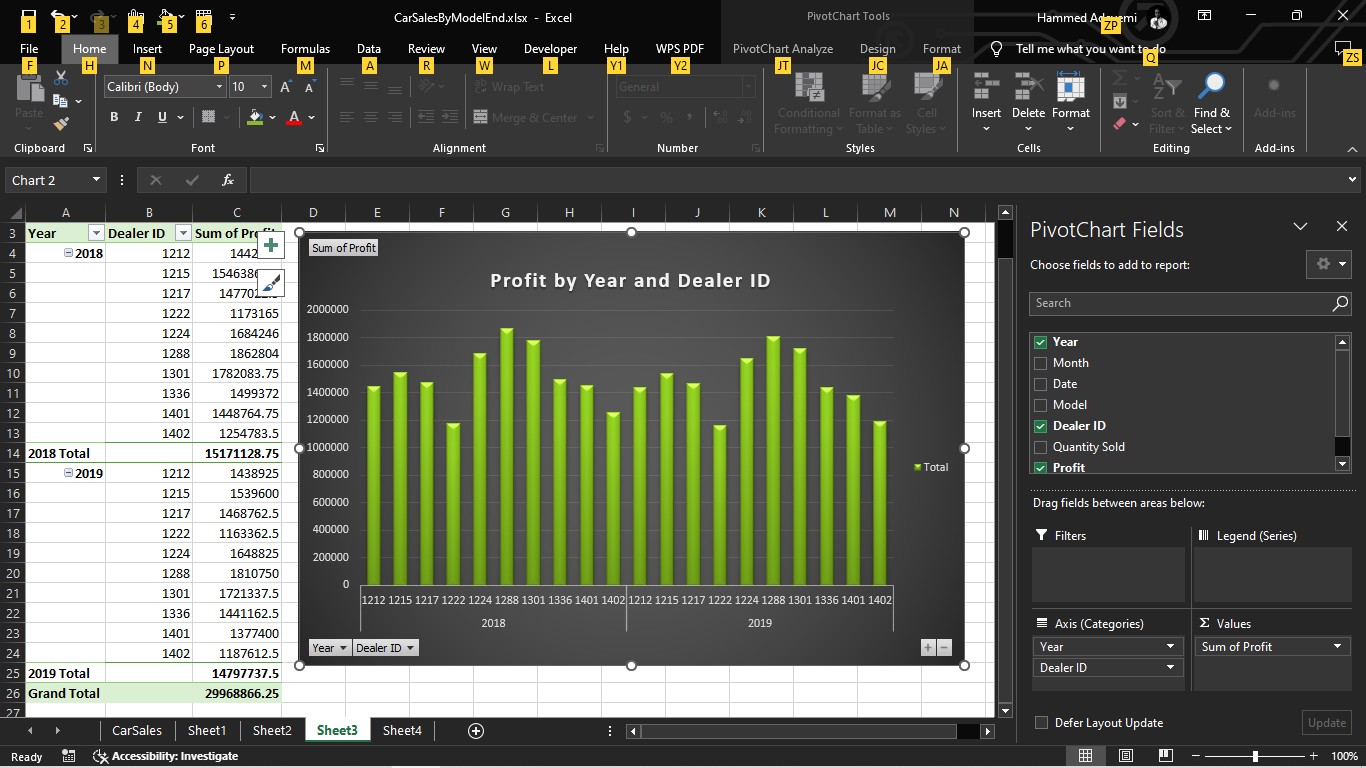 CarSalesByModelEnd.xlsx - Excel
PivotChart Tools
Hammed Adeyemi
1 2 3 4 5 6 ZP
File Home Insert Page Layout Formulas Data Review View Developer Help WPS PDF PivotChart Analyze Design Format Tell me what you want to do
F H N P M A R W L Y1 Y2 JT JC JA Q ZS
Paste
Calibri (Body) 10 A A
B I U A
Wrap Text
Merge & Center
General
$ % ,
Conditional Formatting
Format as Table
Cell Styles
Insert Delete Format
Sort & Filter
Find & Select
Add-ins
Clipboard Font Alignment Number Styles Cells Editing Add-ins
Chart 2 fx
A B C D E F G H I J K L M N
3 Year Dealer ID
4 2018 1212
5 1215
6 1217
7 1222 1173165
8 1224 1684246
9 1288 1862804
10 1301 1782083.75
11 1336 1499372
12 1401 1448764.75
13 1402 1254783.5
14 2018 Total 15171128.75
15 2019 1212 1438925
16 1215 1539600
17 1217 1468762.5
18 1222 1163362.5
19 1224 1648825
20 1288 1810750
21 1301 1721337.5
22 1336 1441162.5
23 1401 1377400
24 1402 1187612.5
25 2019 Total 14797737.5
26 Grand Total 29968866.25
27
Sum of Profit
Profit by Year and Dealer ID
2000000
1800000
1600000
1400000
1200000
1000000
800000
600000
400000
200000
0
1212 1215 1217 1222 1224 1288 1301 1336 1401 1402 1212 1215 1217 1222 1224 1288 1301 1336 1401 1402
2018 2019
Total
Year Dealer ID
+ −
PivotChart Fields
Choose fields to add to report:
Search
Year
Month
Date
Model
Dealer ID
Quantity Sold
Profit
Drag fields between areas below:
Filters Legend (Series)
Axis (Categories) Σ Values
Year Sum of Profit
Dealer ID
Defer Layout Update Update
CarSales Sheet1 Sheet2 Sheet3 Sheet4
Ready Accessibility: Investigate 100%